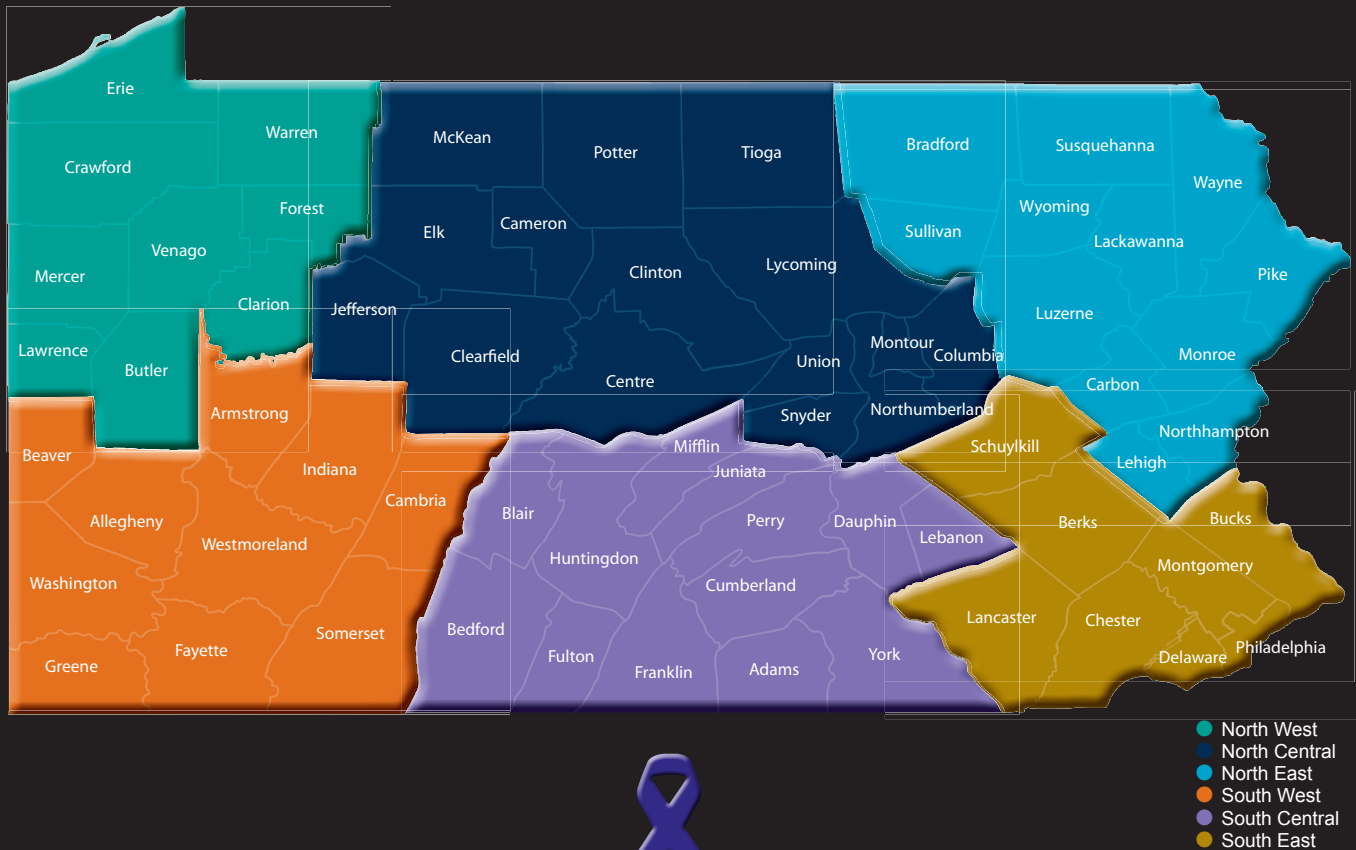 Erie
Warren
Crawford
Forest
Venago
Mercer
Clarion
Lawrence
Butler
McKean
Potter
Tioga
Elk
Cameron
Clinton
Lycoming
Jefferson
Clearfield
Centre
Union
Montour
Columbia
Snyder
Northumberland
Bradford
Susquehanna
Wayne
Wyoming
Sullivan
Lackawanna
Pike
Luzerne
Monroe
Carbon
Northhampton
Lehigh
Armstrong
Beaver
Indiana
Cambria
Allegheny
Westmoreland
Washington
Somerset
Fayette
Greene
Mifflin
Juniata
Blair
Perry
Dauphin
Lebanon
Huntingdon
Cumberland
Bedford
Fulton
Franklin
Adams
York
Schuylkill
Berks
Bucks
Montgomery
Lancaster
Chester
Delaware
Philadelphia
North West
North Central
North East
South West
South Central
South East